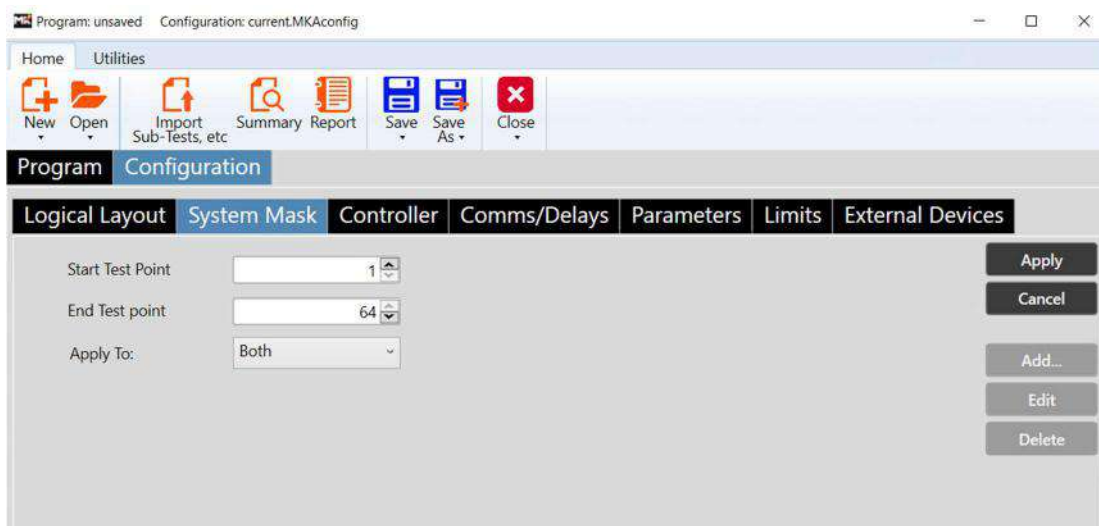 MK Program: unsaved Configuration: current.MKAconfig
Home Utilities
New Open Import Sub-Tests, etc Summary Report Save Save As Close
Program Configuration
Logical Layout System Mask Controller Comms/Delays Parameters Limits External Devices
Start Test Point 1
End Test point 64
Apply To: Both
Apply
Cancel
Add...
Edit
Delete